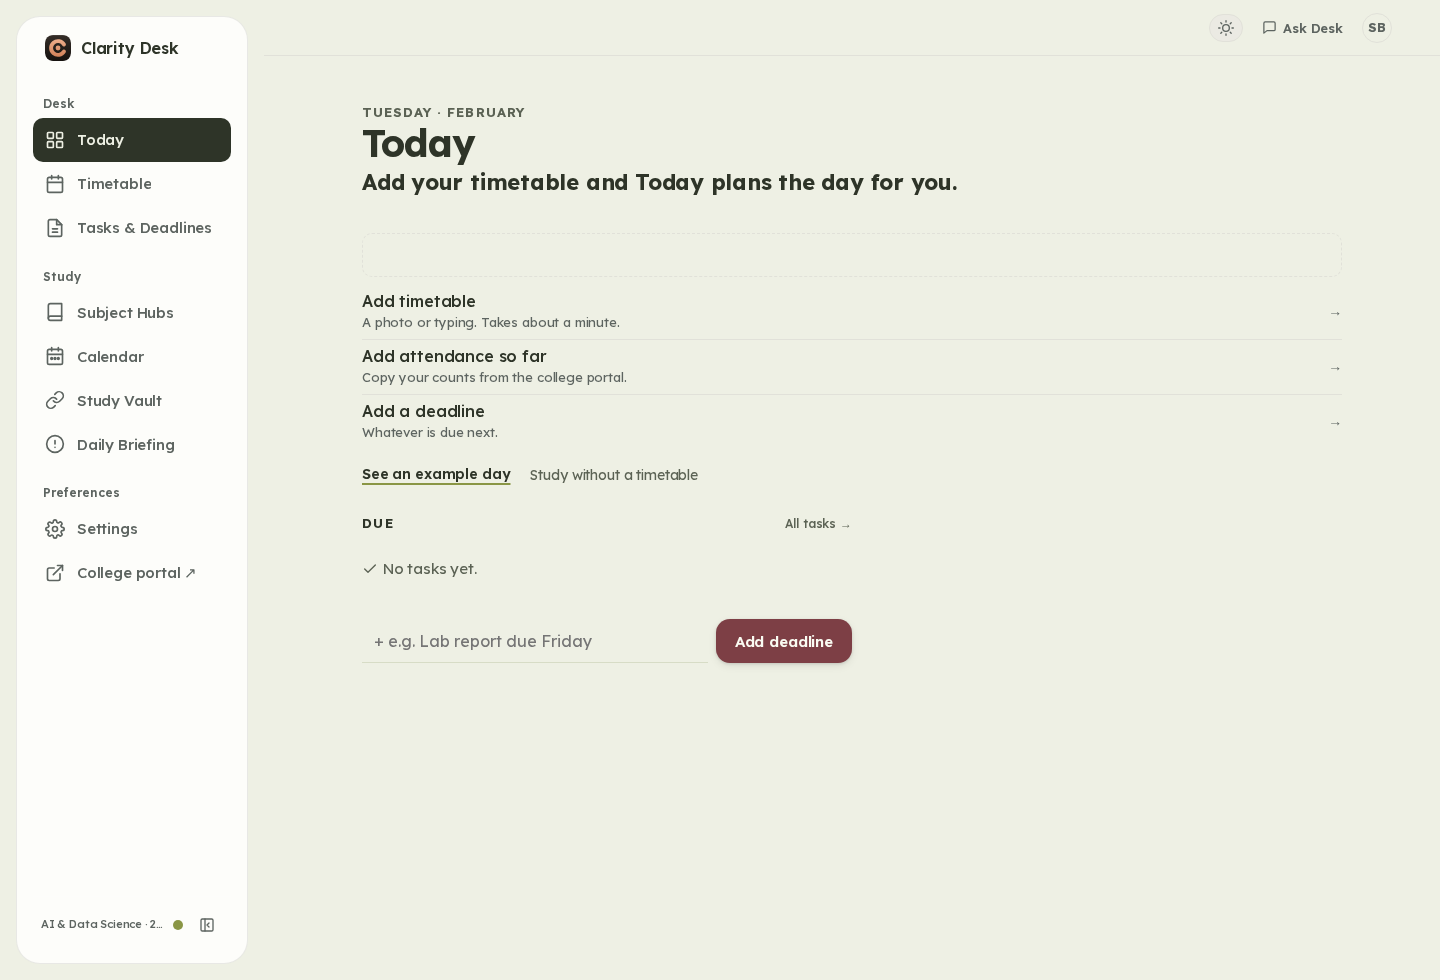 Clarity Desk
Desk
Today
Timetable
Tasks & Deadlines
Study
Subject Hubs
Calendar
Study Vault
Daily Briefing
Preferences
Settings
College portal ↗
AI & Data Science · 2...
Ask Desk
SB
TUESDAY · FEBRUARY
Today
Add your timetable and Today plans the day for you.
Add timetable
A photo or typing. Takes about a minute.
→
Add attendance so far
Copy your counts from the college portal.
→
Add a deadline
Whatever is due next.
→
See an example day
Study without a timetable
DUE
All tasks →
No tasks yet.
+ e.g. Lab report due Friday
Add deadline